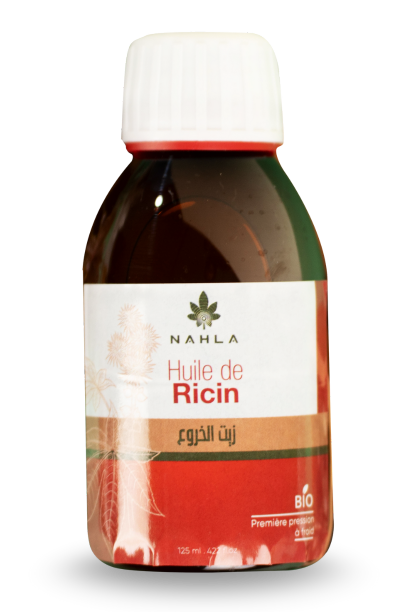 NAHLA
Huile de
Ricin
زيت الخروع
BIO
Première pression
à froid
125 ml